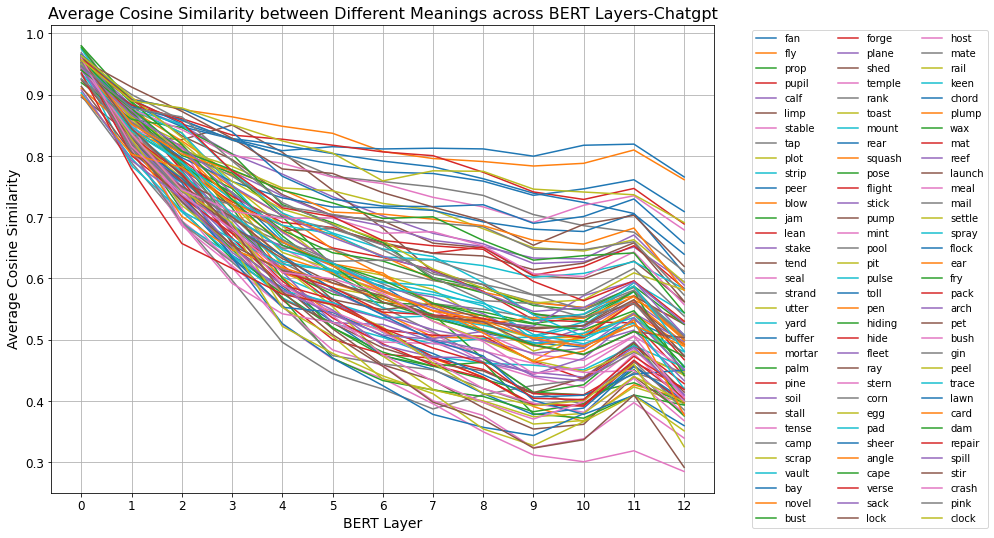 Average Cosine Similarity between Different Meanings across BERT Layers-Chatgpt
Average Cosine Similarity
1.0
0.9
0.8
0.7
0.6
0.5
0.4
0.3
0 1 2 3 4 5 6 7 8 9 10 11 12
BERT Layer
fan forge host
fly plane mate
prop shed rail
pupil temple keen
calf rank chord
limp toast plump
stable mount wax
tap rear mat
plot squash reef
strip pose launch
peer flight meal
blow stick mail
jam pump settle
lean mint spray
stake pool flock
tend pit ear
seal pulse fry
strand toll pack
utter pen arch
yard hiding pet
buffer hide bush
mortar fleet gin
palm ray peel
pine stern trace
soil corn lawn
stall egg card
tense pad dam
camp sheer repair
scrap angle spill
vault cape stir
bay verse crash
novel sack pink
bust lock clock